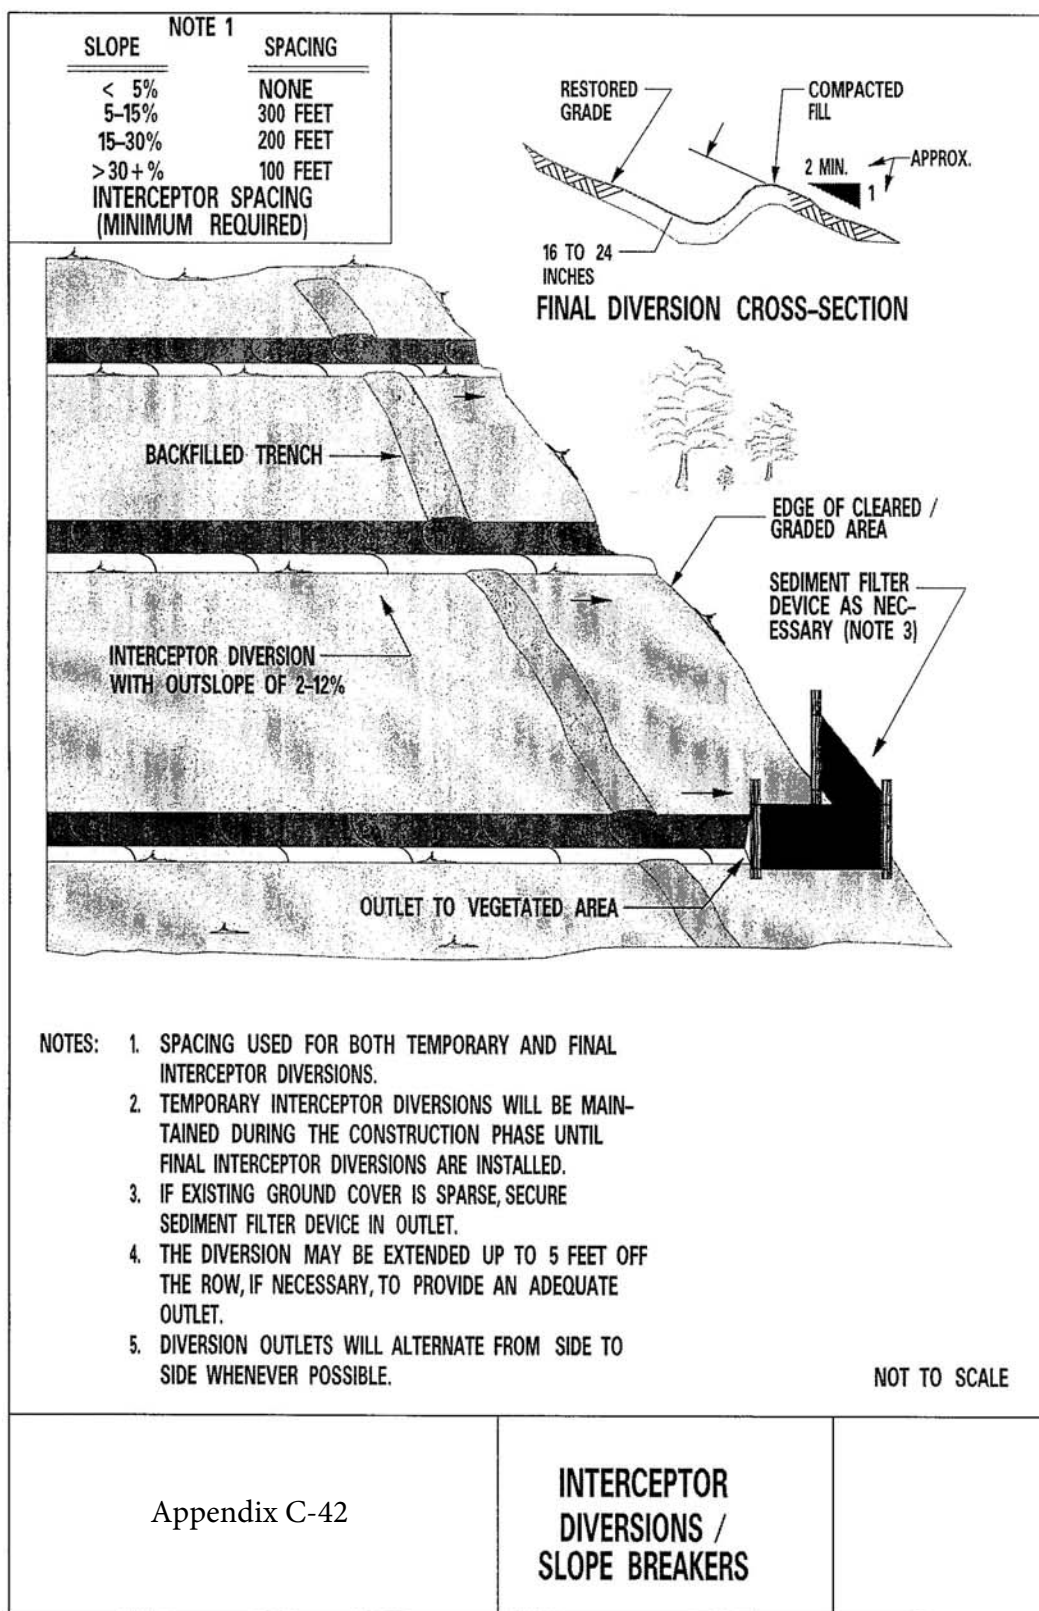 NOTE 1
SLOPE SPACING
< 5% NONE
5-15% 300 FEET
15-30% 200 FEET
>30+% 100 FEET
INTERCEPTOR SPACING
(MINIMUM REQUIRED)
RESTORED
GRADE
COMPACTED
FILL
2 MIN.
APPROX.
1
16 TO 24
INCHES
FINAL DIVERSION CROSS-SECTION
BACKFILLED TRENCH
EDGE OF CLEARED /
GRADED AREA
SEDIMENT FILTER
DEVICE AS NEC-
ESSARY (NOTE 3)
INTERCEPTOR DIVERSION
WITH OUTSLOPE OF 2-12%
OUTLET TO VEGETATED AREA
NOTES: 1. SPACING USED FOR BOTH TEMPORARY AND FINAL
INTERCEPTOR DIVERSIONS.
2. TEMPORARY INTERCEPTOR DIVERSIONS WILL BE MAIN-
TAINED DURING THE CONSTRUCTION PHASE UNTIL
FINAL INTERCEPTOR DIVERSIONS ARE INSTALLED.
3. IF EXISTING GROUND COVER IS SPARSE, SECURE
SEDIMENT FILTER DEVICE IN OUTLET.
4. THE DIVERSION MAY BE EXTENDED UP TO 5 FEET OFF
THE ROW, IF NECESSARY, TO PROVIDE AN ADEQUATE
OUTLET.
5. DIVERSION OUTLETS WILL ALTERNATE FROM SIDE TO
SIDE WHENEVER POSSIBLE.
NOT TO SCALE
Appendix C-42
INTERCEPTOR
DIVERSIONS /
SLOPE BREAKERS